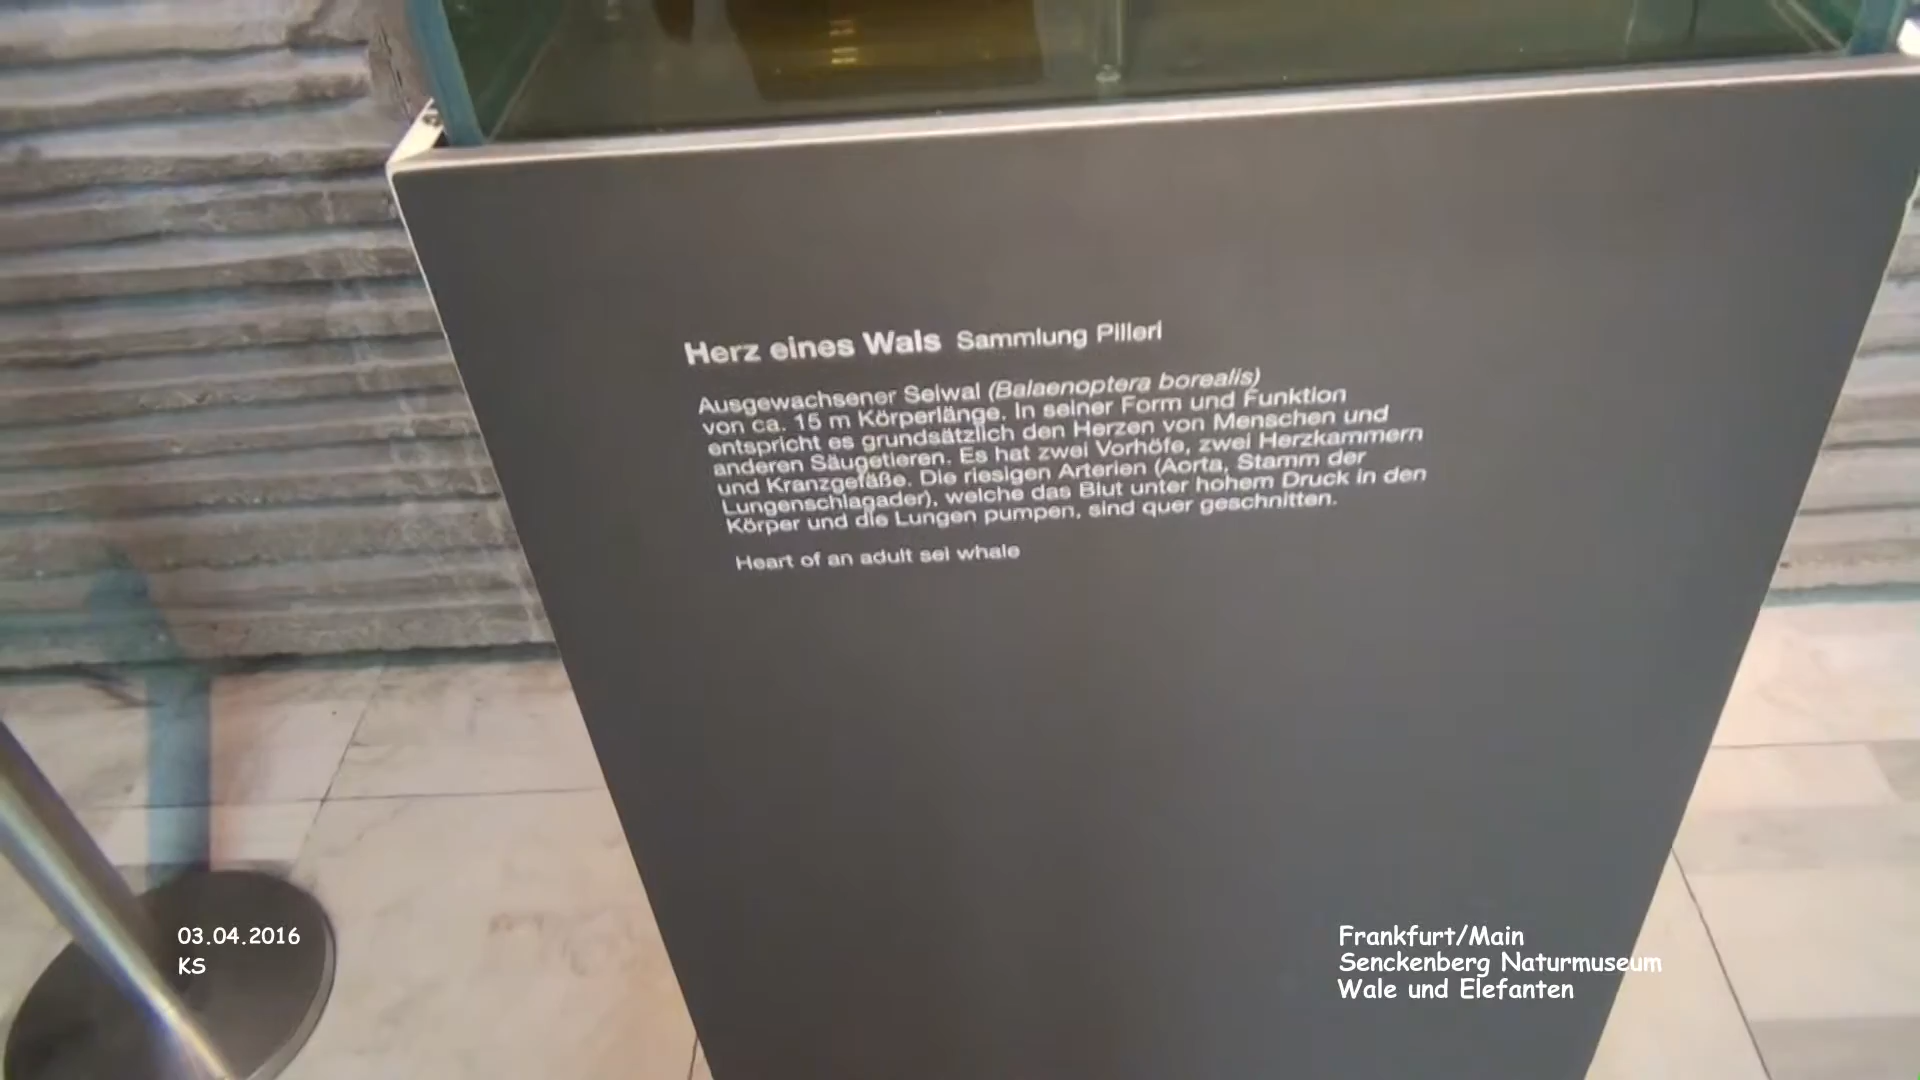 Herz eines Wals Sammlung Pilleri
Ausgewachsener Seiwal (Balaenoptera borealis)
von ca. 15 m Körperlänge. In seiner Form und Funktion
entspricht es grundsätzlich den Herzen von Menschen und
anderen Säugetieren. Es hat zwei Vorhöfe, zwei Herzkammern
und Kranzgefäße. Die riesigen Arterien (Aorta, Stamm der
Lungenschlagader), welche das Blut unter hohem Druck in den
Körper und die Lungen pumpen, sind quer geschnitten.
Heart of an adult sei whale
03.04.2016
KS
Frankfurt/Main
Senckenberg Naturmuseum
Wale und Elefanten